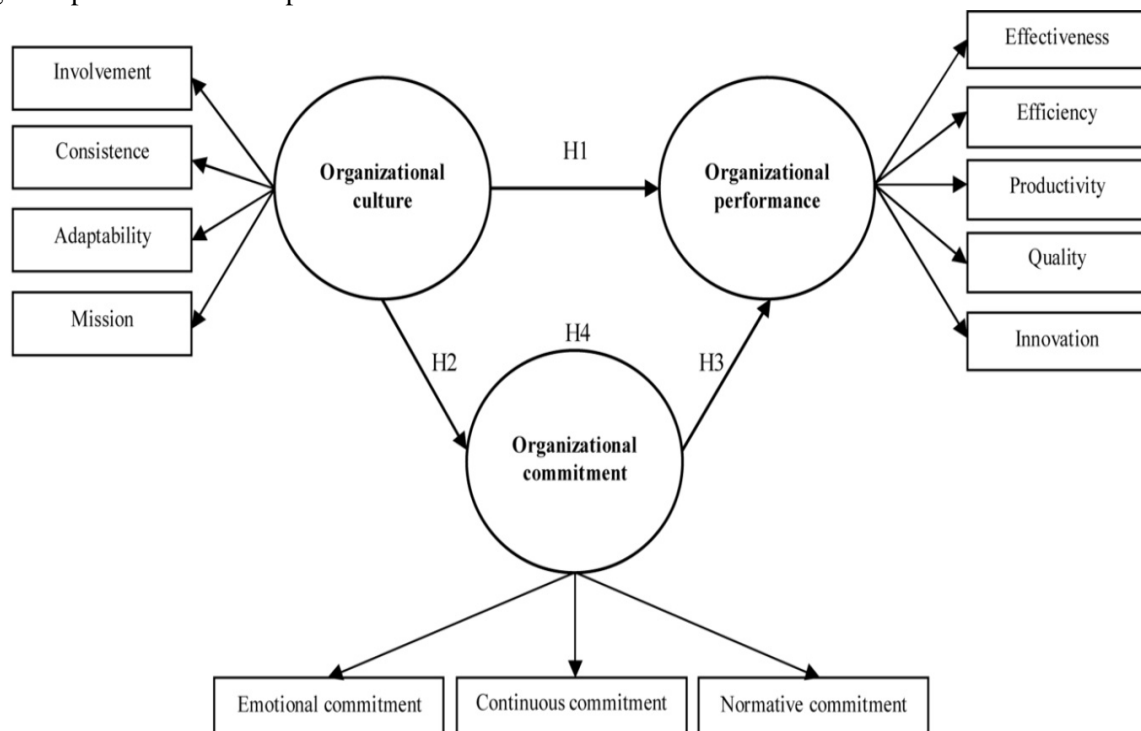 Involvement
Consistence
Adaptability
Mission
Organizational
culture
H1
Organizational
performance
Effectiveness
Efficiency
Productivity
Quality
Innovation
H2
H4
H3
Organizational
commitment
Emotional commitment
Continuous commitment
Normative commitment